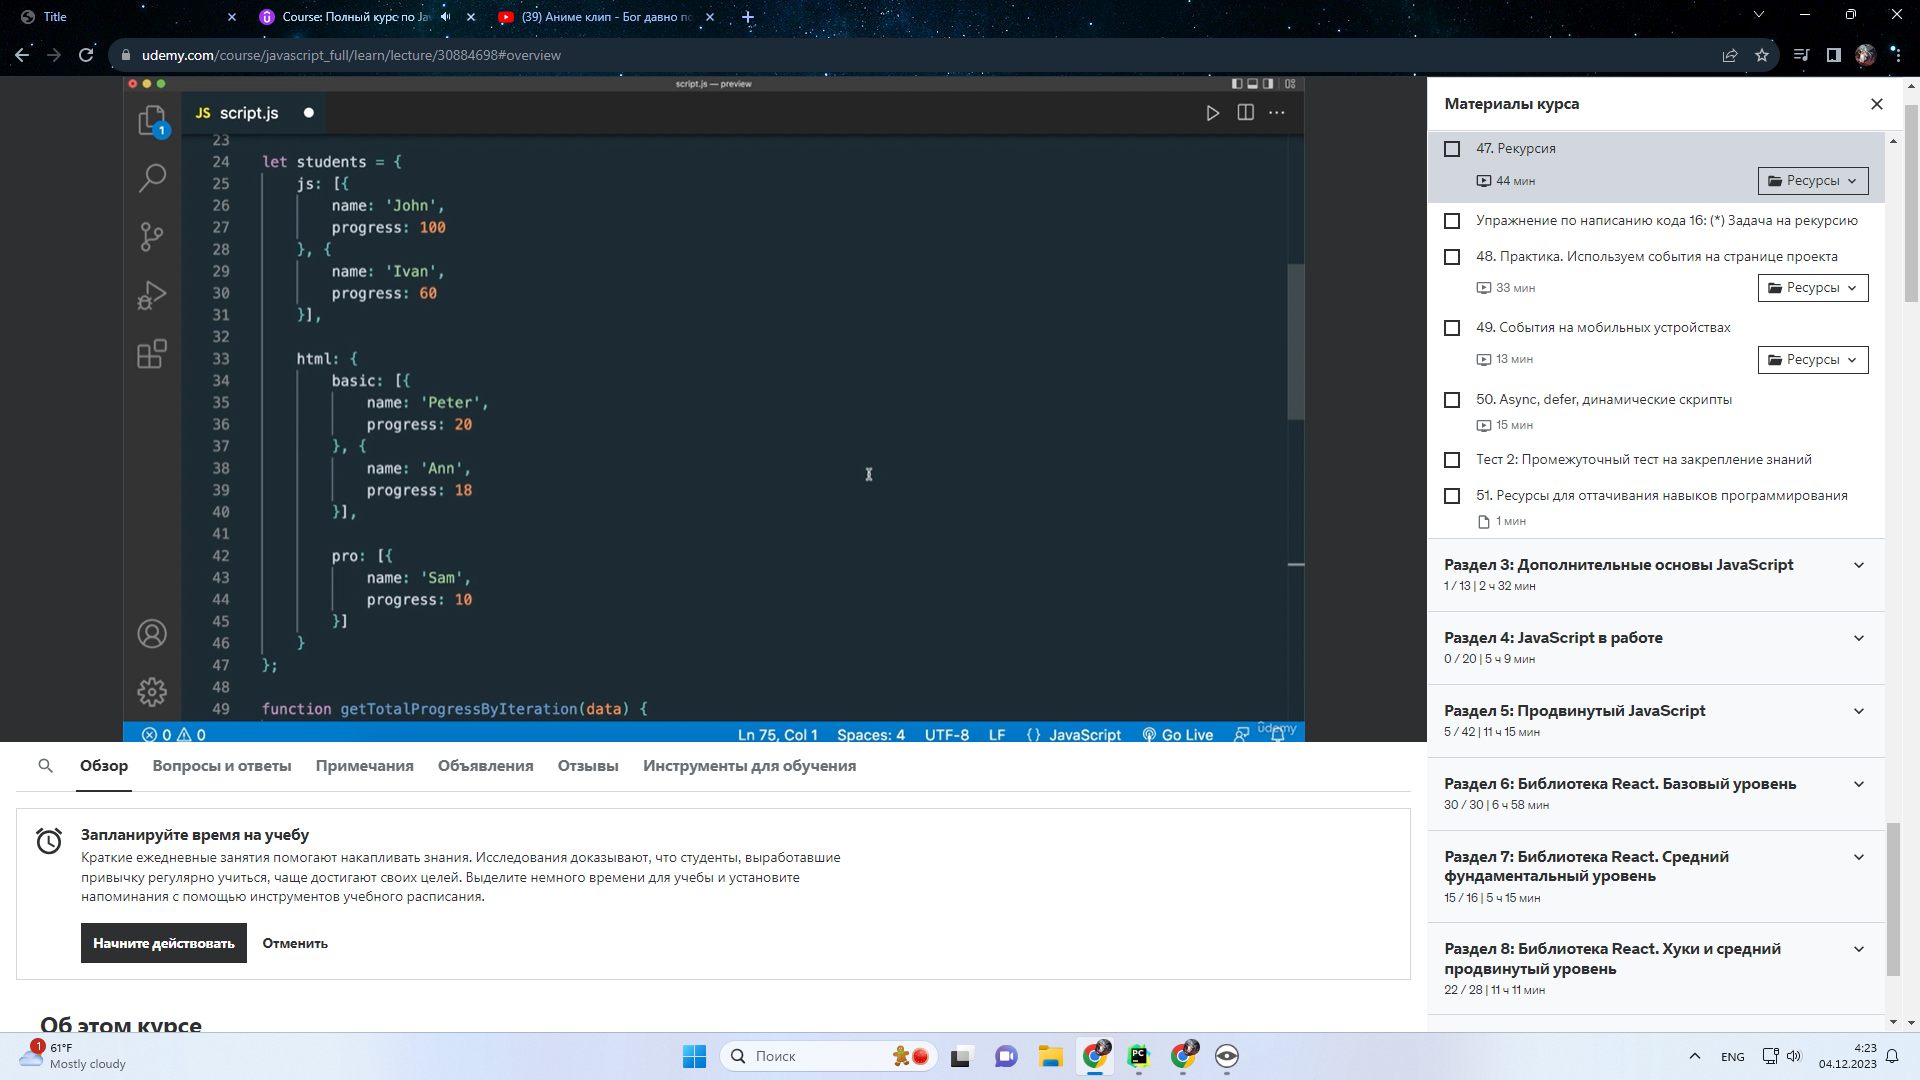 Title
Course: Полный курс по Ja
(39) Аниме клип - Бог давно п
udemy.com/course/javascript_full/learn/lecture/30884698#overview
script.js — preview
1
JS script.js
23
24 let students = {
25 js: [{
26 name: 'John',
27 progress: 100
28 }, {
29 name: 'Ivan',
30 progress: 60
31 }],
32
33 html: {
34 basic: [{
35 name: 'Peter',
36 progress: 20
37 }, {
38 name: 'Ann',
39 progress: 18
40 }],
41
42 pro: [{
43 name: 'Sam',
44 progress: 10
45 }]
46 }
47 };
48
49 function getTotalProgressByIteration(data) {
0 0 Ln 75, Col 1 Spaces: 4 UTF-8 LF {} JavaScript Go Live
ûdemy
Обзор Вопросы и ответы Примечания Объявления Отзывы Инструменты для обучения
Запланируйте время на учебу
Краткие ежедневные занятия помогают накапливать знания. Исследования доказывают, что студенты, выработавшие
привычку регулярно учиться, чаще достигают своих целей. Выделите немного времени для учебы и установите
напоминания с помощью инструментов учебного расписания.
Начните действовать Отменить
Об этом курсе
Материалы курса
47. Рекурсия
44 мин Ресурсы
Упражнение по написанию кода 16: (*) Задача на рекурсию
48. Практика. Используем события на странице проекта
33 мин Ресурсы
49. События на мобильных устройствах
13 мин Ресурсы
50. Async, defer, динамические скрипты
15 мин
Тест 2: Промежуточный тест на закрепление знаний
51. Ресурсы для оттачивания навыков программирования
1 мин
Раздел 3: Дополнительные основы JavaScript
1 / 13 | 2 ч 32 мин
Раздел 4: JavaScript в работе
0 / 20 | 5 ч 9 мин
Раздел 5: Продвинутый JavaScript
5 / 42 | 11 ч 15 мин
Раздел 6: Библиотека React. Базовый уровень
30 / 30 | 6 ч 58 мин
Раздел 7: Библиотека React. Средний
фундаментальный уровень
15 / 16 | 5 ч 15 мин
Раздел 8: Библиотека React. Хуки и средний
продвинутый уровень
22 / 28 | 11 ч 11 мин
1
61°F
Mostly cloudy
Поиск
PC
ENG
4:23
04.12.2023